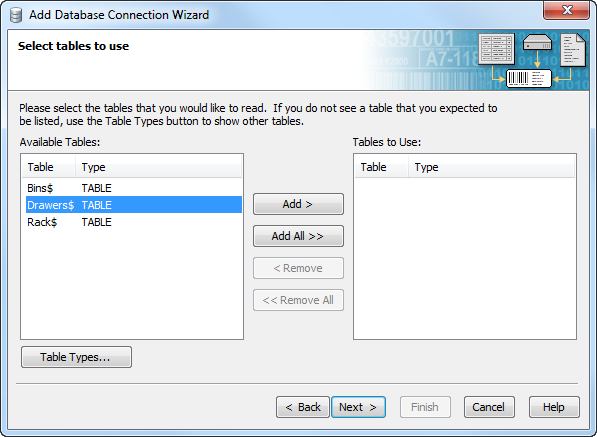 Add Database Connection Wizard
Select tables to use
3597001
A7-118
Please select the tables that you would like to read. If you do not see a table that you expected to
be listed, use the Table Types button to show other tables.
Available Tables:
Table Type
Bins$ TABLE
Drawers$ TABLE
Rack$ TABLE
Add >
Add All >>
< Remove
<< Remove All
Tables to Use:
Table Type
Table Types...
< Back
Next >
Finish
Cancel
Help